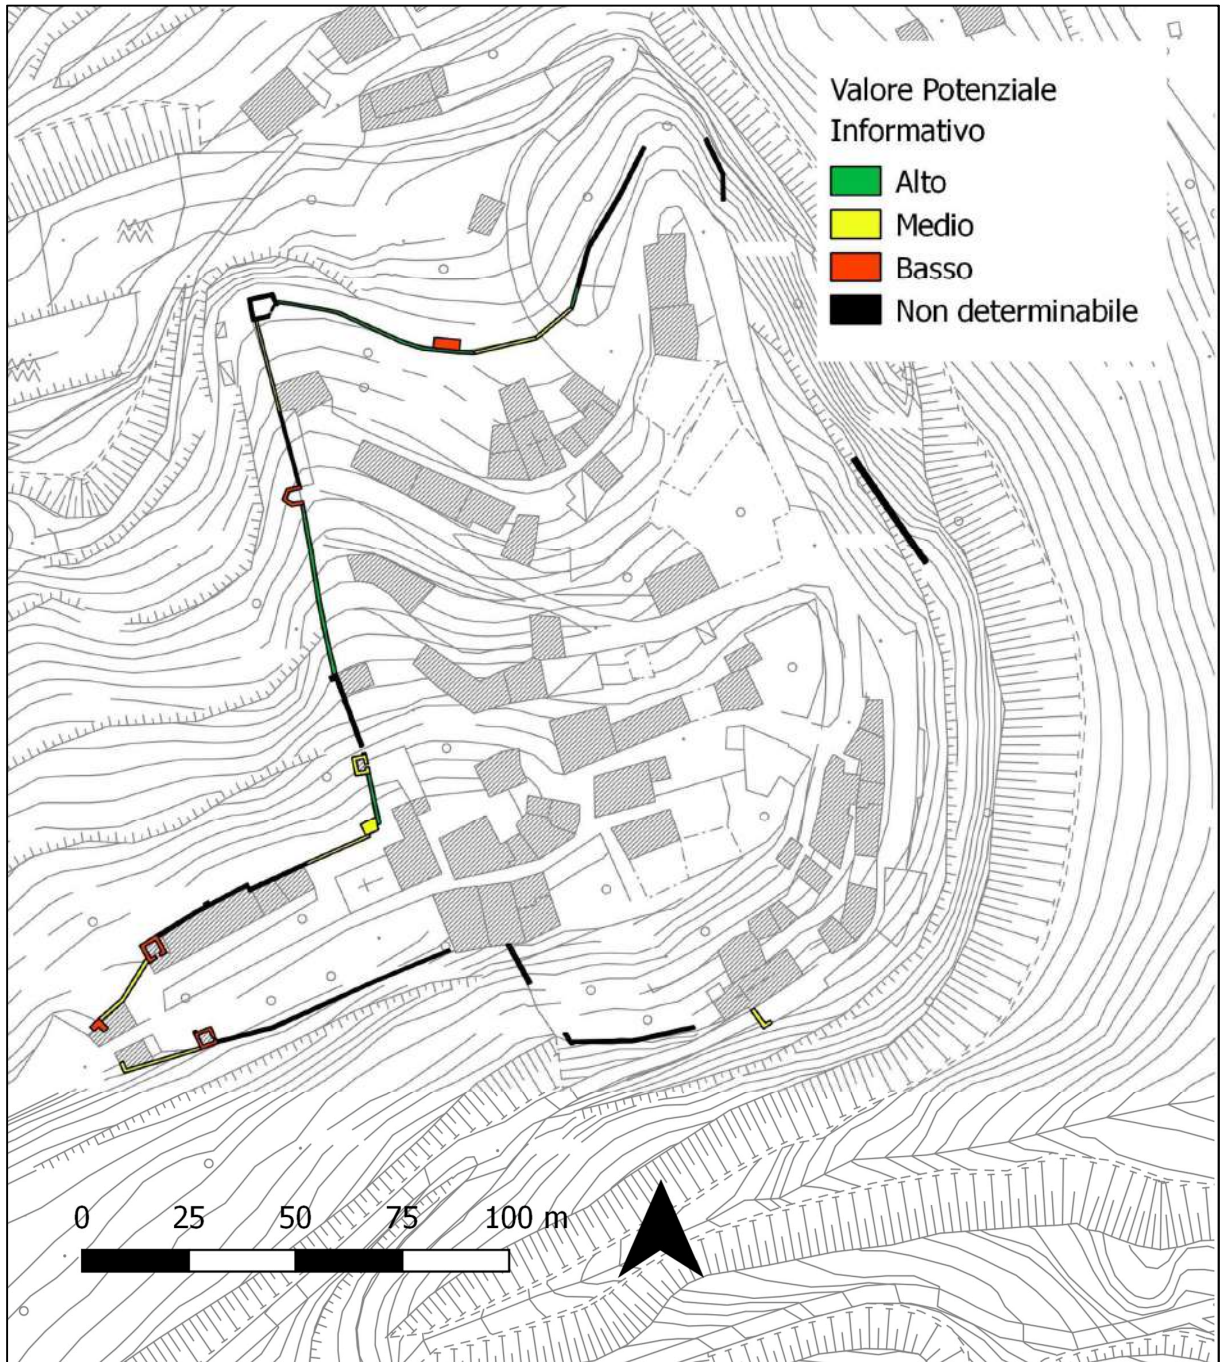 Valore Potenziale
Informativo
Alto
Medio
Basso
Non determinabile
0 25 50 75 100 m